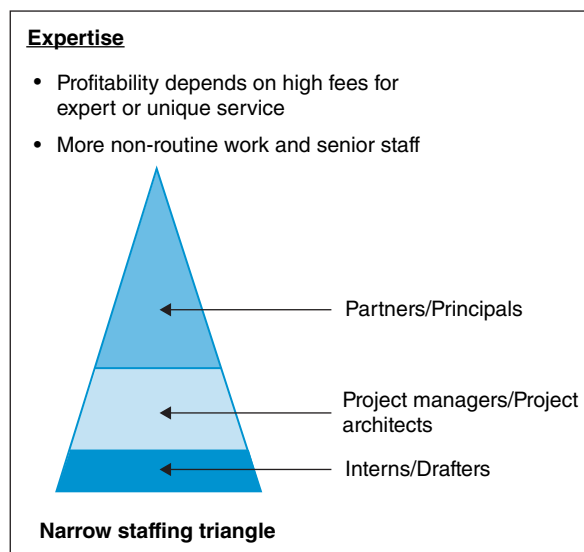 Expertise
• Profitability depends on high fees for
expert or unique service
• More non-routine work and senior staff
Partners/Principals
Project managers/Project
architects
Interns/Drafters
Narrow staffing triangle